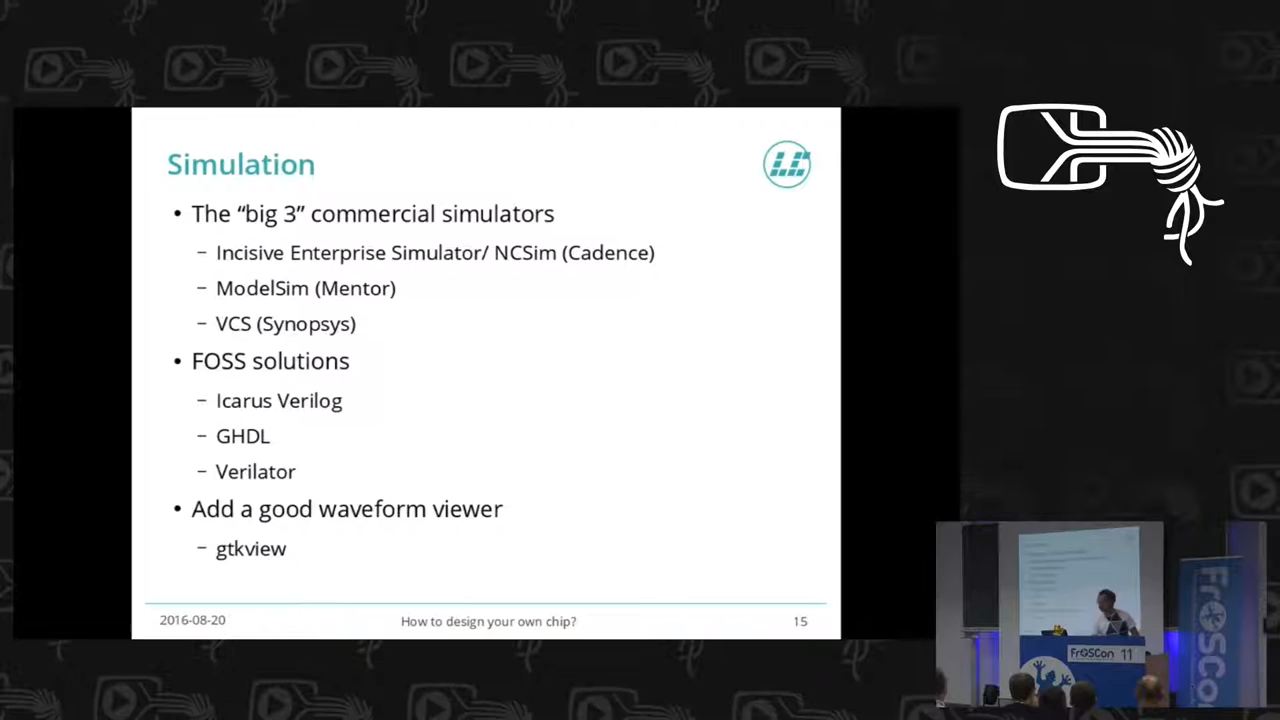 Simulation
LC
• The “big 3” commercial simulators
– Incisive Enterprise Simulator/ NCSim (Cadence)
– ModelSim (Mentor)
– VCS (Synopsys)
• FOSS solutions
– Icarus Verilog
– GHDL
– Verilator
• Add a good waveform viewer
– gtkview
2016-08-20 How to design your own chip? 15
FrOSCon 11
FrOSCo